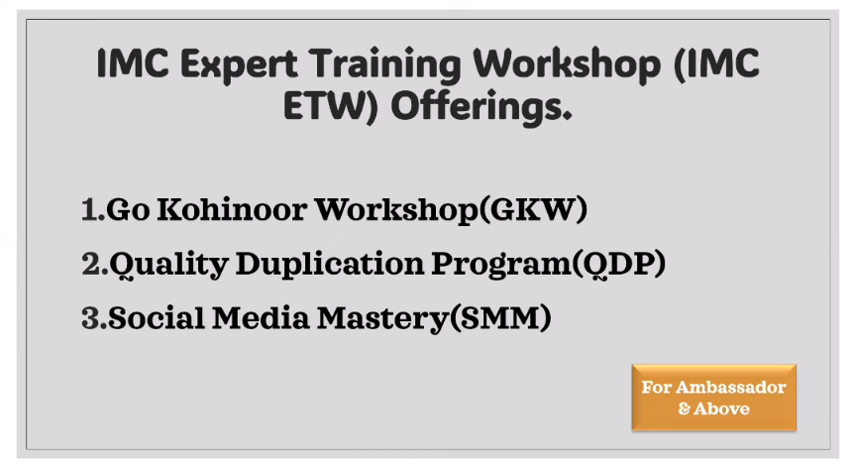 IMC Expert Training Workshop (IMC
ETW) Offerings.
1.Go Kohinoor Workshop(GKW)
2.Quality Duplication Program(QDP)
3.Social Media Mastery(SMM)
For Ambassador
& Above